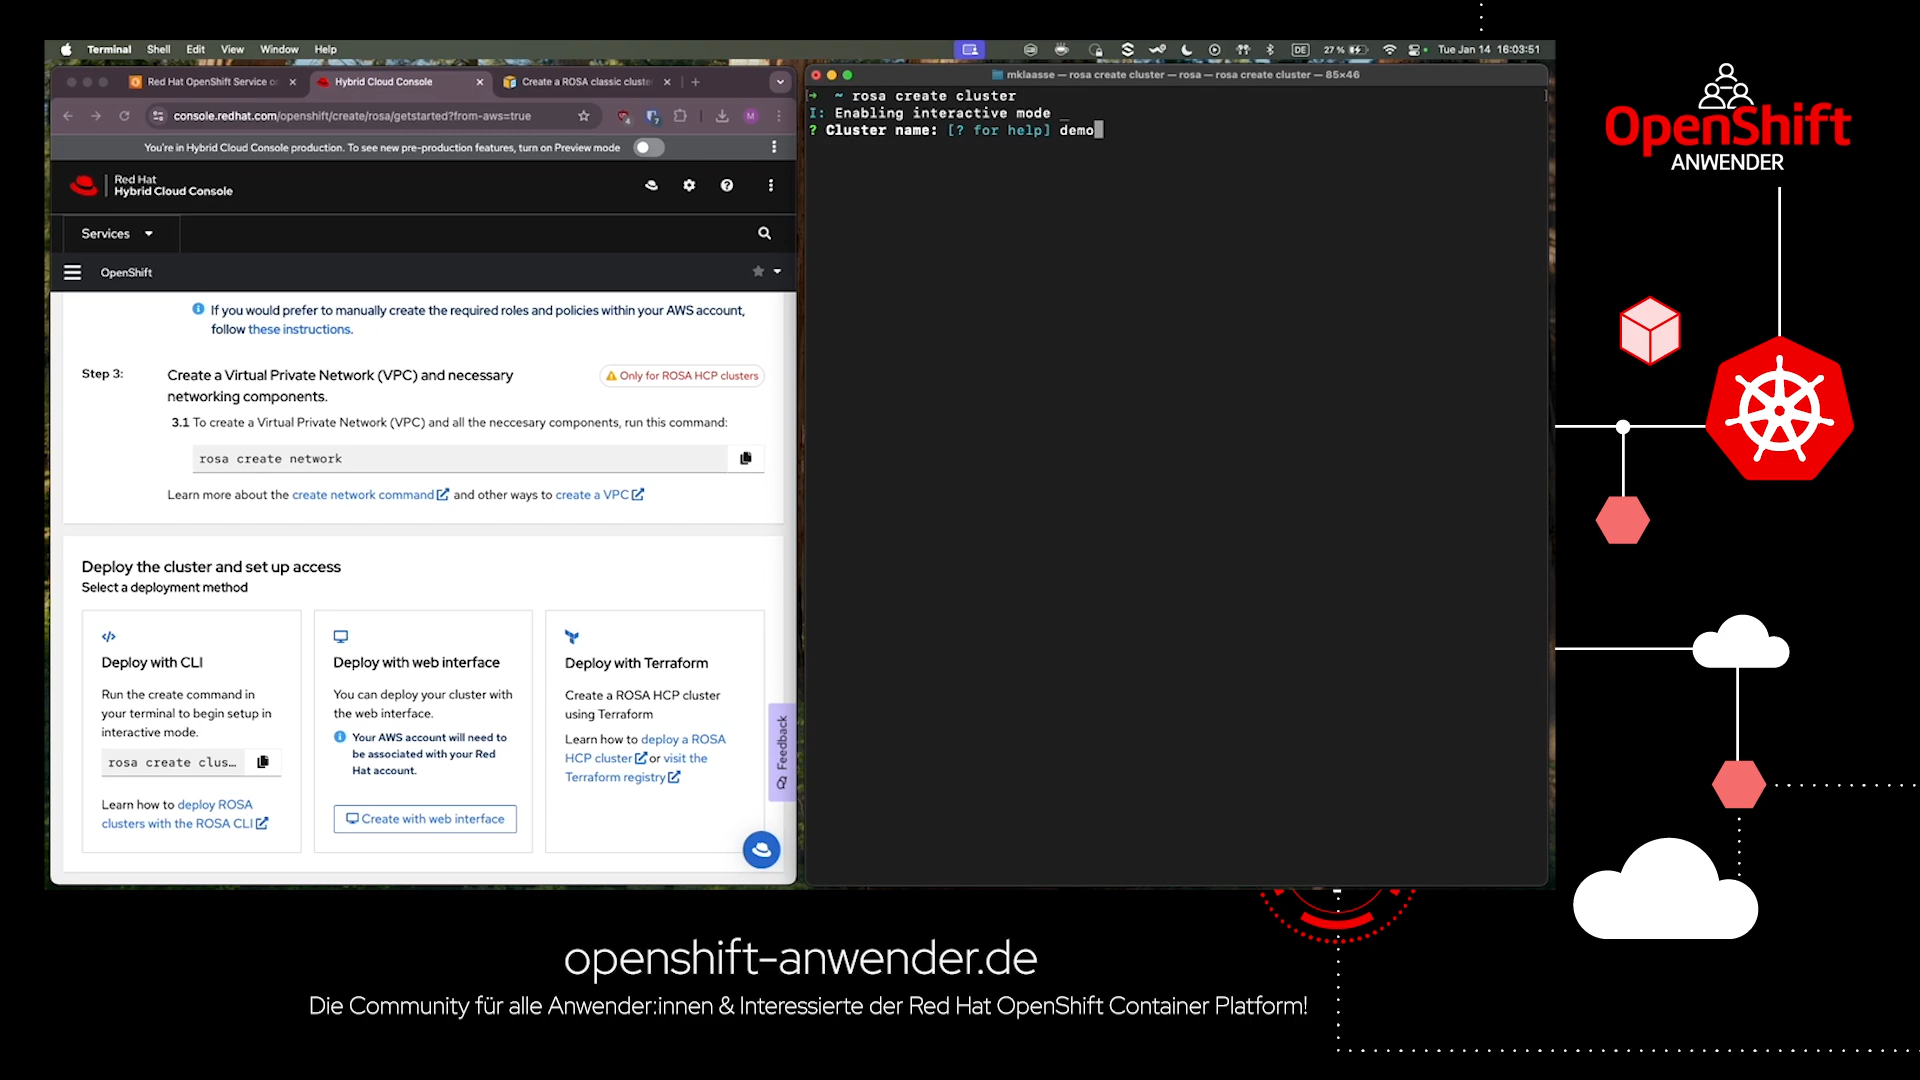 Terminal Shell Edit View Window Help
DE 27 % Tue Jan 14 16:03:51
Red Hat OpenShift Service o
Hybrid Cloud Console
Create a ROSA classic cluste
console.redhat.com/openshift/create/rosa/getstarted?from-aws=true
M
You're in Hybrid Cloud Console production. To see new pre-production features, turn on Preview mode
Red Hat
Hybrid Cloud Console
Services
OpenShift
If you would prefer to manually create the required roles and policies within your AWS account,
follow these instructions.
Step 3:
Create a Virtual Private Network (VPC) and necessary
networking components.
Only for ROSA HCP clusters
3.1 To create a Virtual Private Network (VPC) and all the neccesary components, run this command:
rosa create network
Learn more about the create network command and other ways to create a VPC
Deploy the cluster and set up access
Select a deployment method
Deploy with CLI
Run the create command in
your terminal to begin setup in
interactive mode.
rosa create clus...
Learn how to deploy ROSA
clusters with the ROSA CLI
Deploy with web interface
You can deploy your cluster with
the web interface.
Your AWS account will need to
be associated with your Red
Hat account.
Create with web interface
Deploy with Terraform
Create a ROSA HCP cluster
using Terraform
Learn how to deploy a ROSA
HCP cluster or visit the
Terraform registry
Feedback
mklaasse — rosa create cluster — rosa — rosa create cluster — 85×46
~ rosa create cluster
I: Enabling interactive mode
? Cluster name: [? for help] demo
OpenShift
ANWENDER
openshift-anwender.de
Die Community für alle Anwender:innen & Interessierte der Red Hat OpenShift Container Platform!